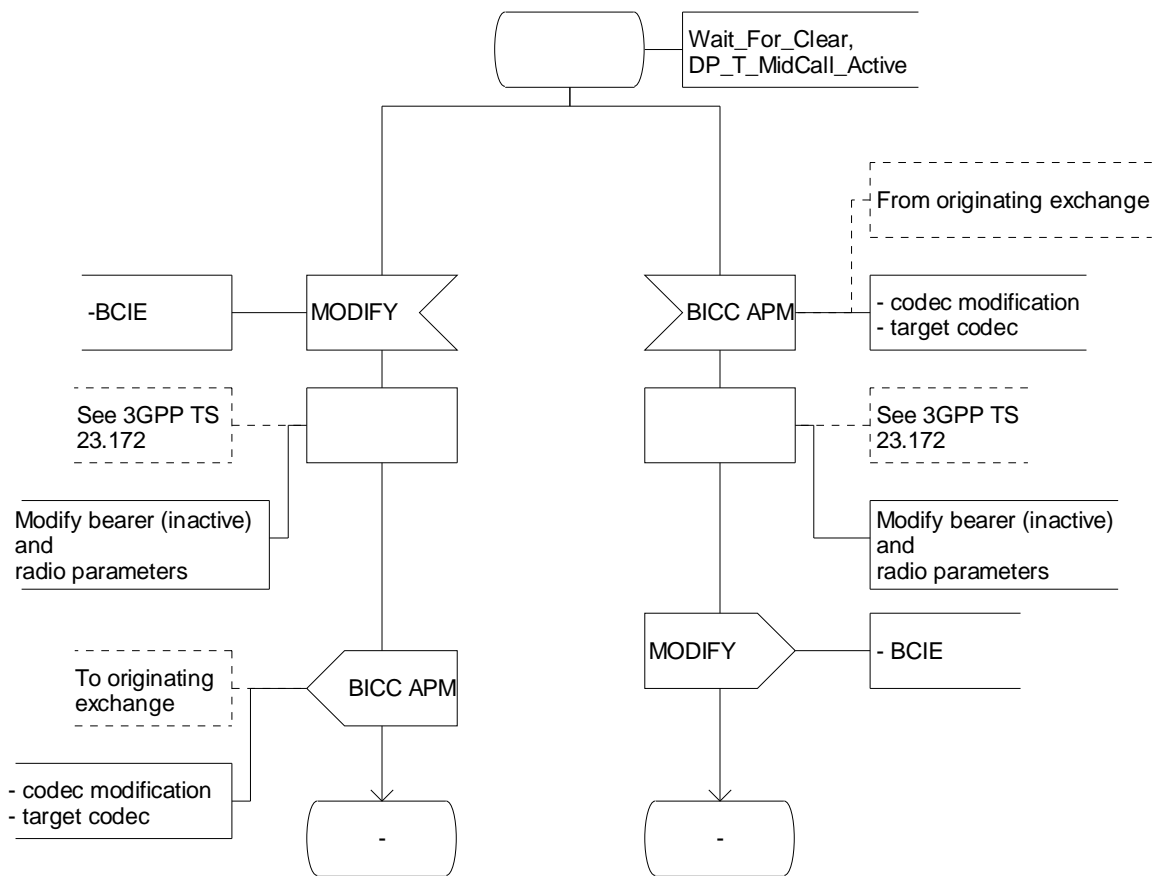 Wait_For_Clear,
DP_T_MidCall_Active
From originating exchange
-BCIE
MODIFY
BICC APM
- codec modification
- target codec
See 3GPP TS
23.172
See 3GPP TS
23.172
Modify bearer (inactive)
and
radio parameters
Modify bearer (inactive)
and
radio parameters
MODIFY
- BCIE
To originating
exchange
BICC APM
- codec modification
- target codec
-
-